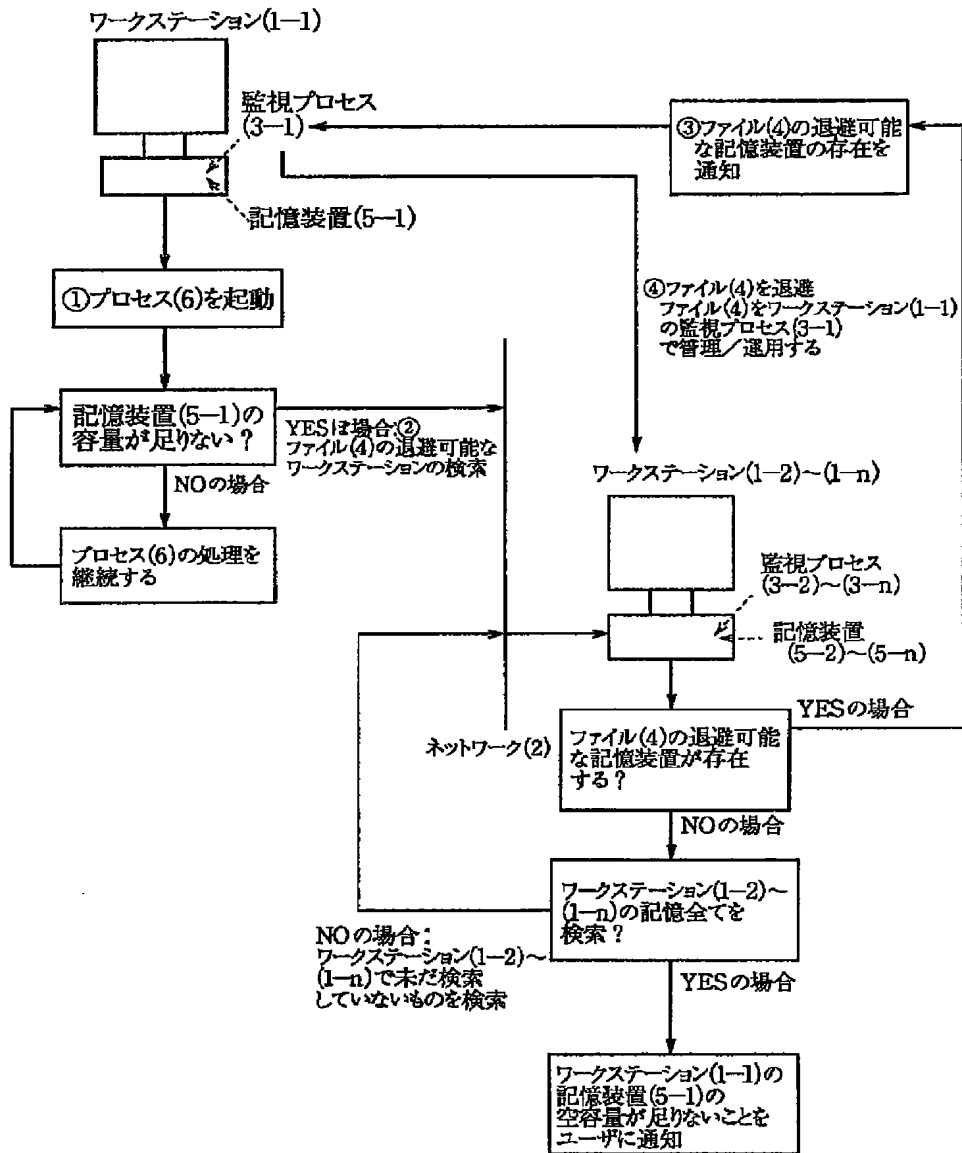 ワークステーション(1―1)
監視プロセス
(3―1)
記憶装置(5―1)
①プロセス(6)を起動
記憶装置(5―1)の
容量が足りない？
YESは場合:②
ファイル(4)の退避可能な
ワークステーションの検索
NOの場合
プロセス(6)の処理を
継続する
③ファイル(4)の退避可能
な記憶装置の存在を
通知
④ファイル(4)を退避
ファイル(4)をワークステーション(1―1)
の監視プロセス(3―1)
で管理／運用する
ワークステーション(1―2)～(1―n)
監視プロセス
(3―2)～(3―n)
記憶装置
(5―2)～(5―n)
ネットワーク(2)
ファイル(4)の退避可能
な記憶装置が存在
する？
YESの場合
NOの場合
ワークステーション(1―2)～
(1―n)の記憶全てを
検索？
NOの場合：
ワークステーション(1―2)～
(1―n)で未だ検索
していないものを検索
YESの場合
ワークステーション(1―1)の
記憶装置(5―1)の
空容量が足りないことを
ユーザに通知